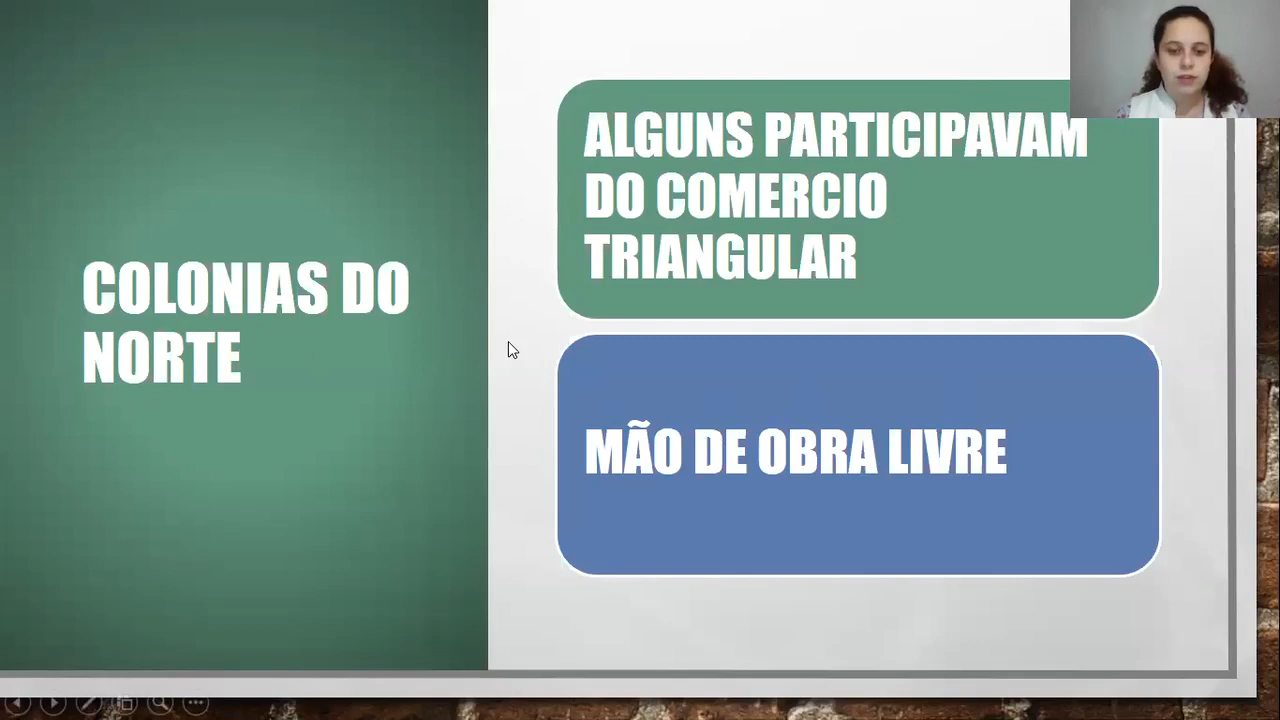 COLONIAS DO
NORTE
ALGUNS PARTICIPAVAM
DO COMERCIO
TRIANGULAR
MÃO DE OBRA LIVRE